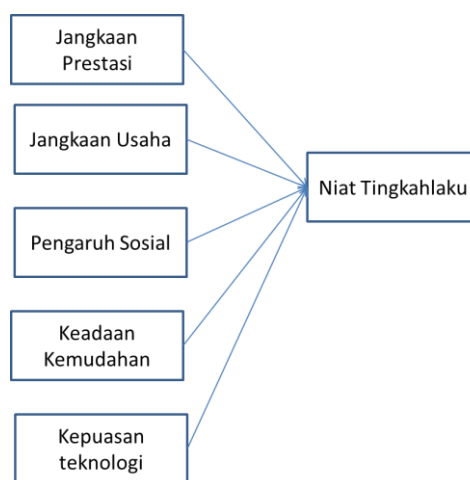 Jangkaan
Prestasi
Jangkaan Usaha
Niat Tingkahlaku
Pengaruh Sosial
Keadaan
Kemudahan
Kepuasan
teknologi